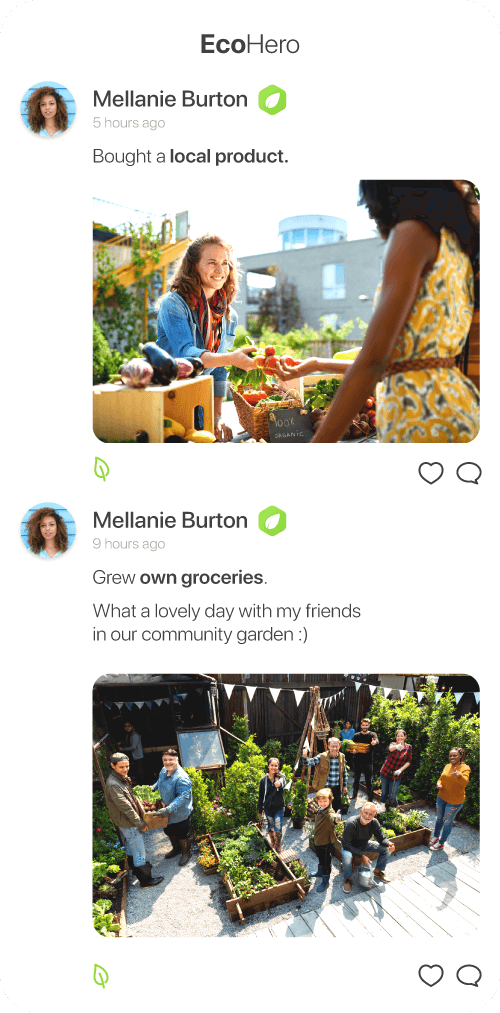 EcoHero
Mellanie Burton
5 hours ago
Bought a local product.
100%
ORGANIC
Mellanie Burton
9 hours ago
Grew own groceries.
What a lovely day with my friends
in our community garden :)